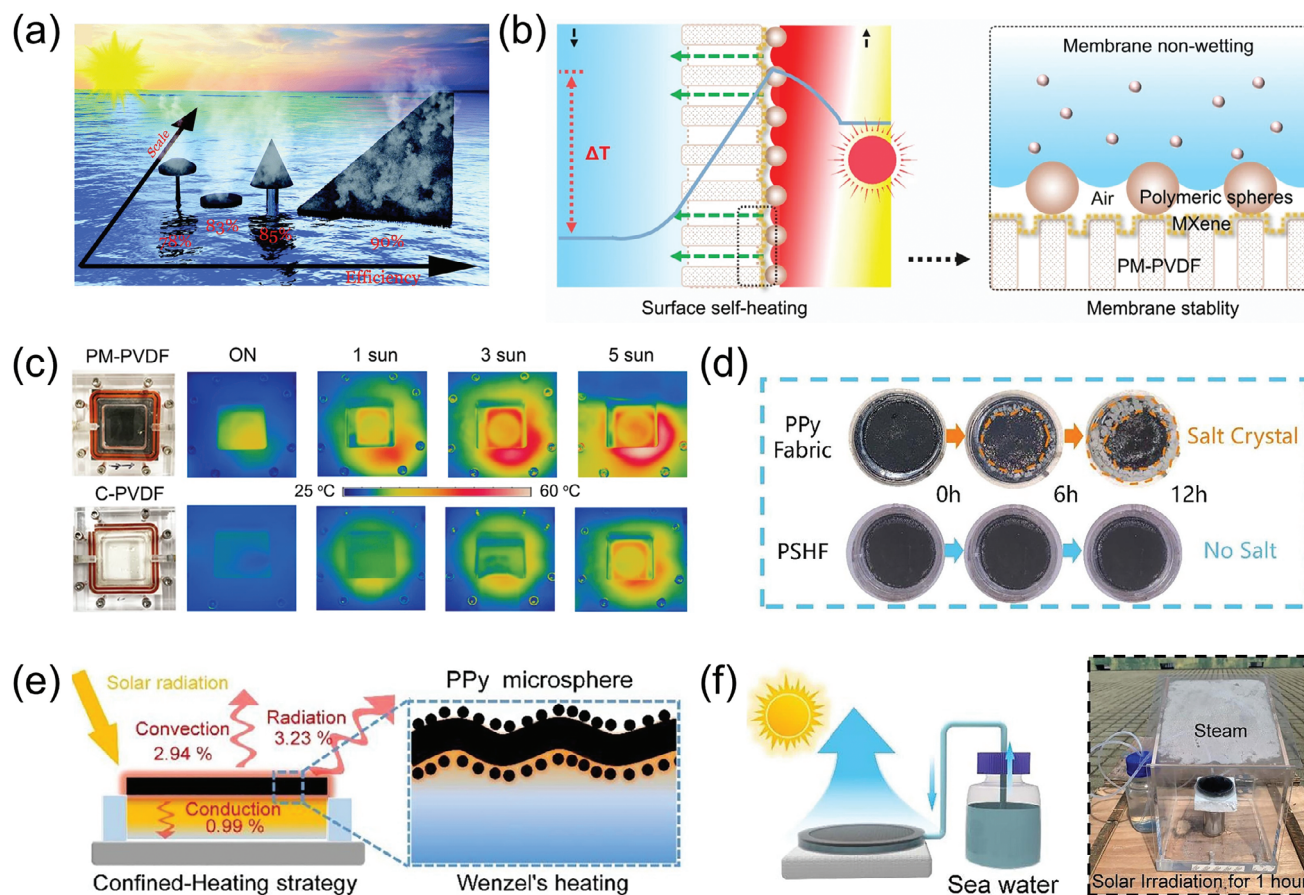 (a)
Scale
78%
83%
85%
90%
Efficiency
(b)
ΔT
Surface self-heating
Membrane non-wetting
Air
Polymeric spheres
MXene
PM-PVDF
Membrane stablity
(c)
PM-PVDF
ON
1 sun
3 sun
5 sun
C-PVDF
25 °C
60 °C
(d)
PPy
Fabric
Salt Crystal
0h
6h
12h
PSHF
No Salt
(e)
Solar radiation
Convection
2.94 %
Radiation
3.23 %
Conduction
0.99 %
Confined-Heating strategy
PPy microsphere
Wenzel's heating
(f)
Sea water
Steam
Solar Irradiation for 1 hour